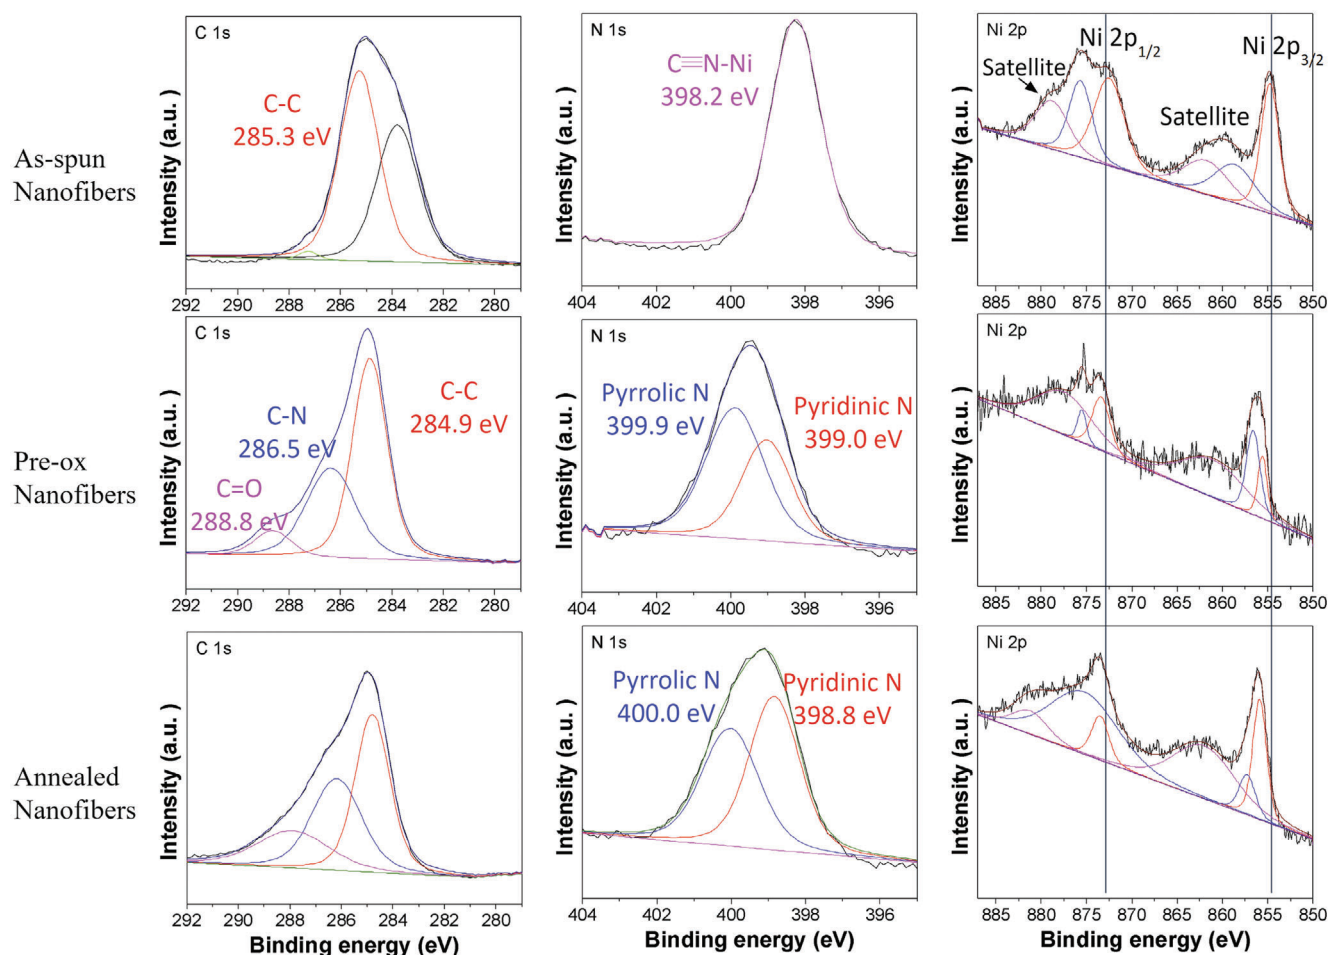 As-spun
Nanofibers
C 1s
C-C
285.3 eV
Intensity (a.u. )
292 290 288 286 284 282 280
N 1s
C≡N-Ni
398.2 eV
Intensity (a.u. )
404 402 400 398 396
Ni 2p
Ni 2p1/2
Ni 2p3/2
Satellite
Satellite
Intensity (a.u. )
885 880 875 870 865 860 855 850
Pre-ox
Nanofibers
C 1s
C-C
284.9 eV
C-N
286.5 eV
C=O
288.8 eV
Intensity (a.u. )
292 290 288 286 284 282 280
N 1s
Pyrrolic N
399.9 eV
Pyridinic N
399.0 eV
Intensity (a.u. )
404 402 400 398 396
Ni 2p
Intensity (a.u. )
885 880 875 870 865 860 855 850
Annealed
Nanofibers
C 1s
Intensity (a.u. )
292 290 288 286 284 282 280
Binding energy (eV)
N 1s
Pyrrolic N
400.0 eV
Pyridinic N
398.8 eV
Intensity (a.u. )
404 402 400 398 396
Binding energy (eV)
Ni 2p
Intensity (a.u. )
885 880 875 870 865 860 855 850
Binding energy (eV)